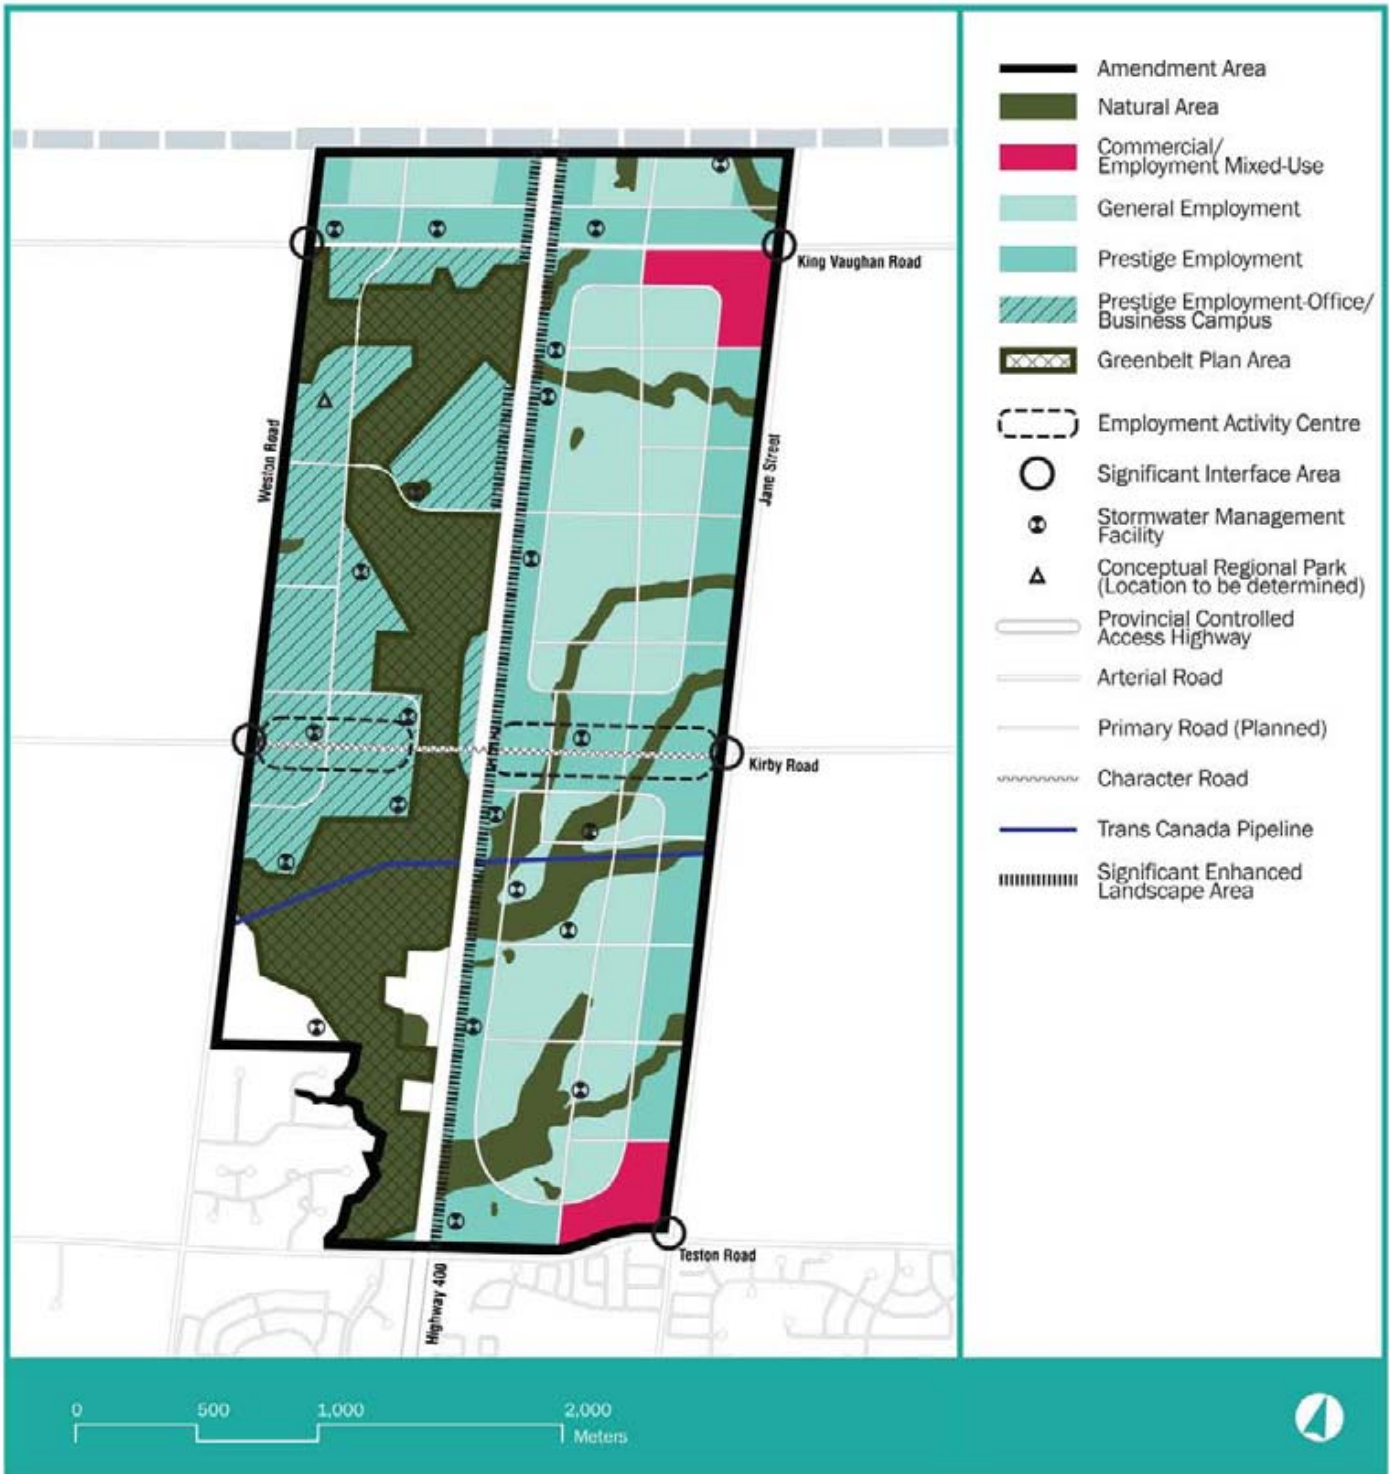 King Vaughan Road
Weston Road
Jane Street
Kirby Road
Teston Road
Highway 400
Amendment Area
Natural Area
Commercial/
Employment Mixed-Use
General Employment
Prestige Employment
Prestige Employment-Office/
Business Campus
Greenbelt Plan Area
Employment Activity Centre
Significant Interface Area
Stormwater Management
Facility
Conceptual Regional Park
(Location to be determined)
Provincial Controlled
Access Highway
Arterial Road
Primary Road (Planned)
Character Road
Trans Canada Pipeline
Significant Enhanced
Landscape Area
0 500 1,000 2,000
Meters